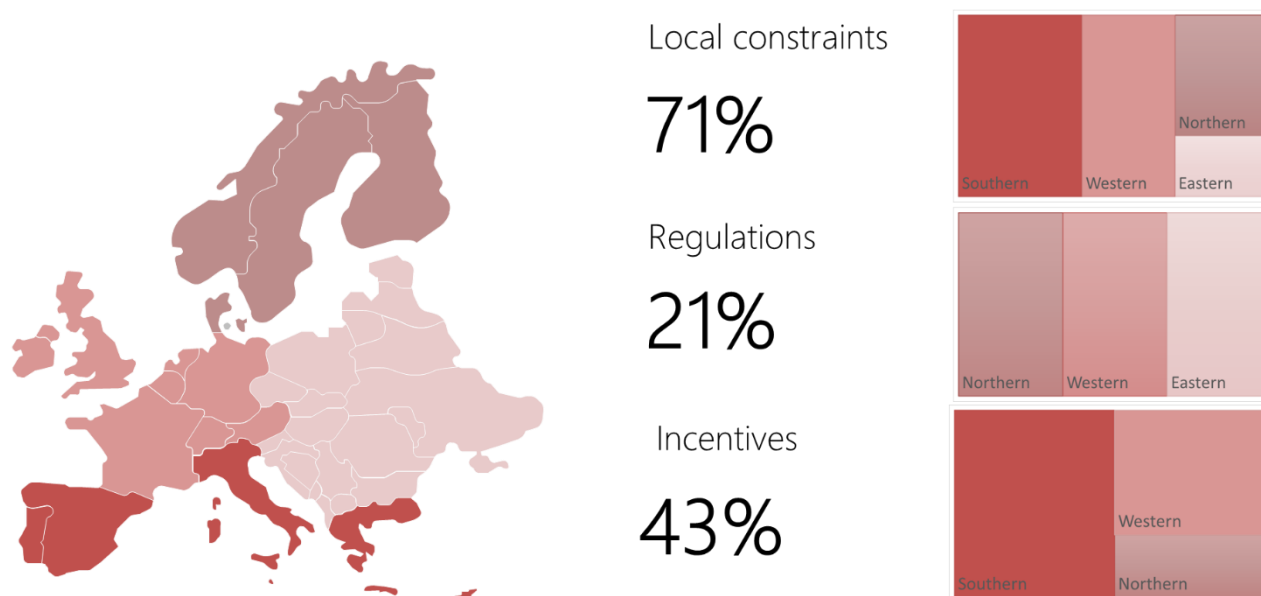 Local constraints
71%
Northern
Southern
Western
Eastern
Regulations
21%
Northern
Western
Eastern
Incentives
43%
Western
Southern
Northern